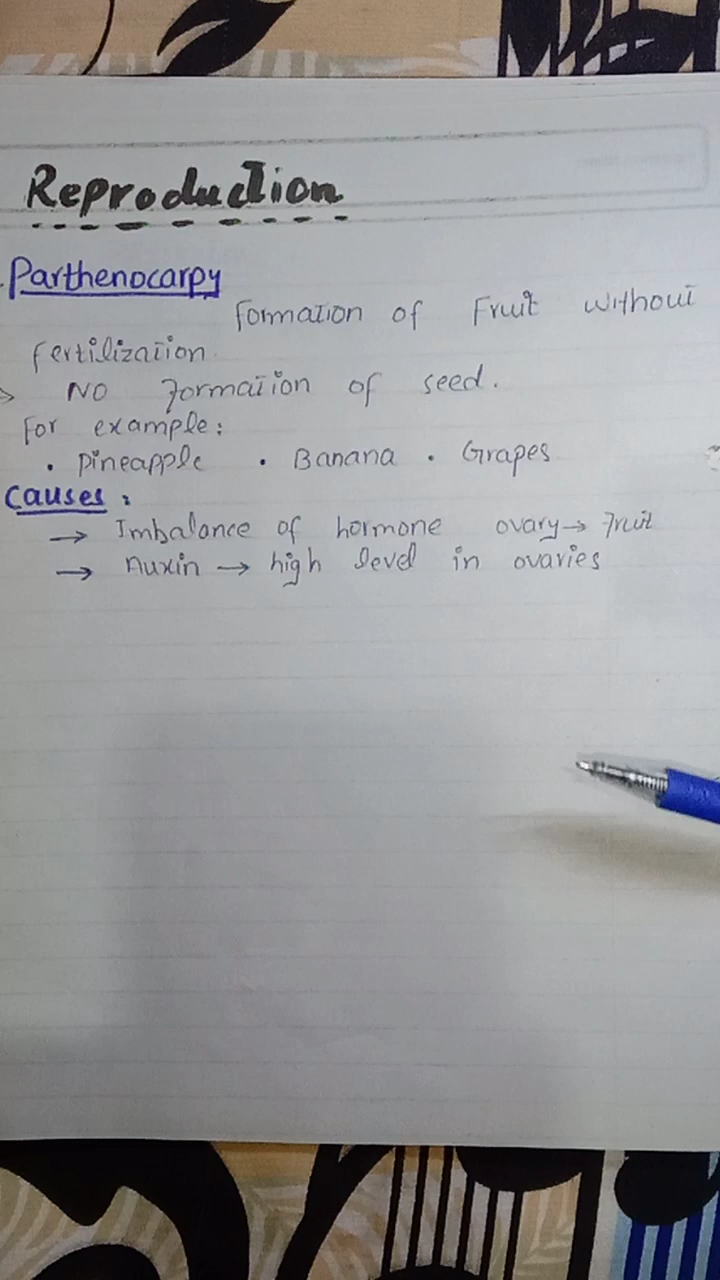 Reproduction
Parthenocarpy
Formation of Fruit without
fertilization.
> No formation of seed.
For example:
• Pineapple • Banana • Grapes
Causes:
→ Imbalance of hormone ovary → fruit
→ Auxin → high level in ovaries